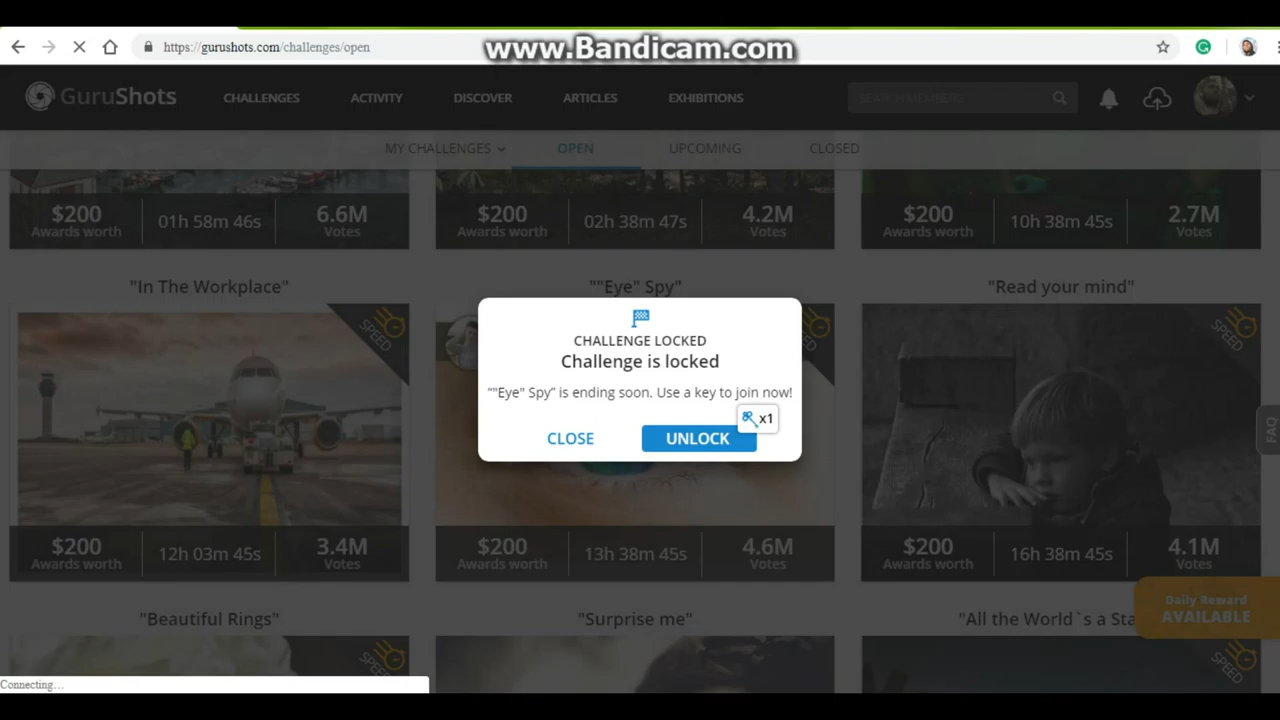 www.Bandicam.com
https://gurushots.com/challenges/open
GuruShots CHALLENGES ACTIVITY DISCOVER ARTICLES EXHIBITIONS SEARCH MEMBERS
MY CHALLENGES OPEN UPCOMING CLOSED
$200 Awards worth 01h 58m 46s 6.6M Votes
$200 Awards worth 02h 38m 47s 4.2M Votes
$200 Awards worth 10h 38m 45s 2.7M Votes
"In The Workplace"
""Eye" Spy"
"Read your mind"
SPEED
SPEED
SPEED
CHALLENGE LOCKED
Challenge is locked
""Eye" Spy" is ending soon. Use a key to join now!
x1
CLOSE UNLOCK
FAQ
$200 Awards worth 12h 03m 45s 3.4M Votes
$200 Awards worth 13h 38m 45s 4.6M Votes
$200 Awards worth 16h 38m 45s 4.1M Votes
Daily Reward
AVAILABLE
"Beautiful Rings"
"Surprise me"
"All the World`s a Sta
SPEED
SPEED
Connecting...